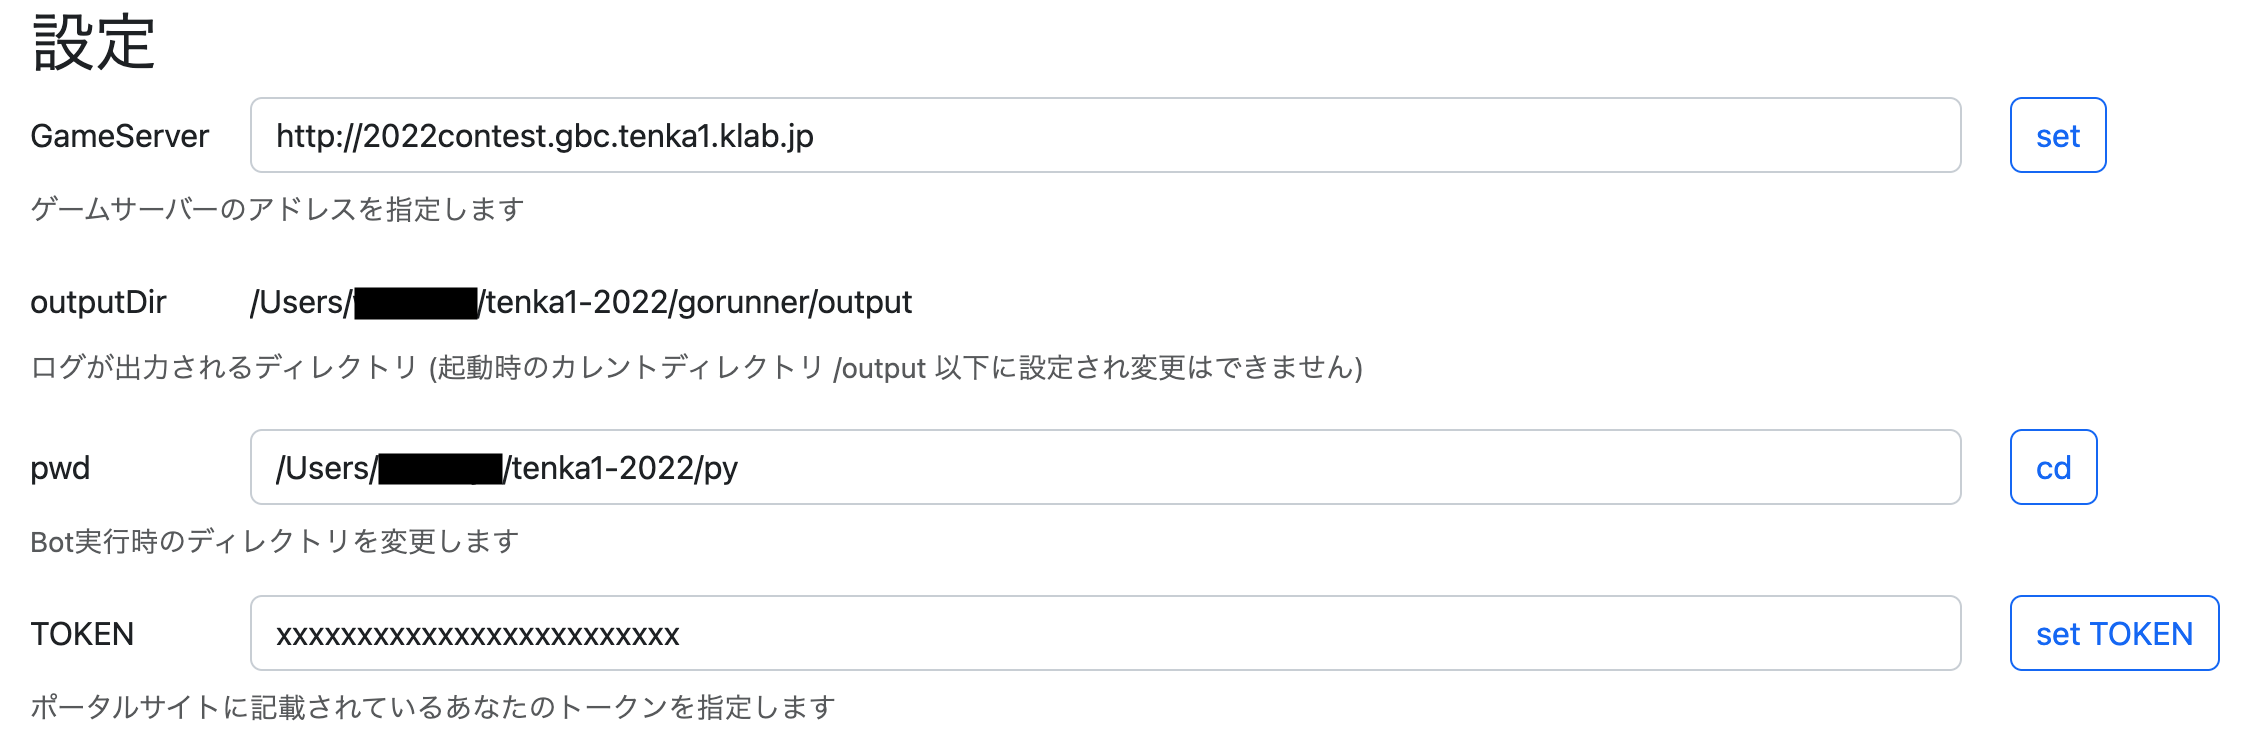 設定
GameServer http://2022contest.gbc.tenka1.klab.jp set
ゲームサーバーのアドレスを指定します
outputDir /Users/ /tenka1-2022/gorunner/output
ログが出力されるディレクトリ (起動時のカレントディレクトリ /output 以下に設定され変更はできません)
pwd /Users/ /tenka1-2022/py cd
Bot実行時のディレクトリを変更します
TOKEN xxxxxxxxxxxxxxxxxxxxxxxxx set TOKEN
ポータルサイトに記載されているあなたのトークンを指定します